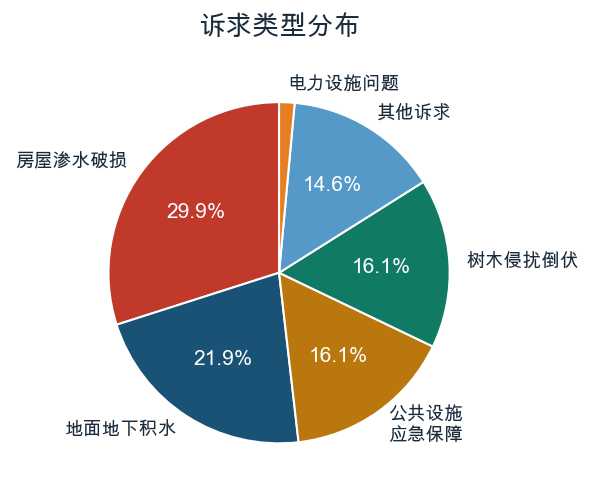 诉求类型分布
电力设施问题
其他诉求
房屋渗水破损
14.6%
29.9%
树木侵扰倒伏
16.1%
16.1%
21.9%
公共设施
应急保障
地面地下积水